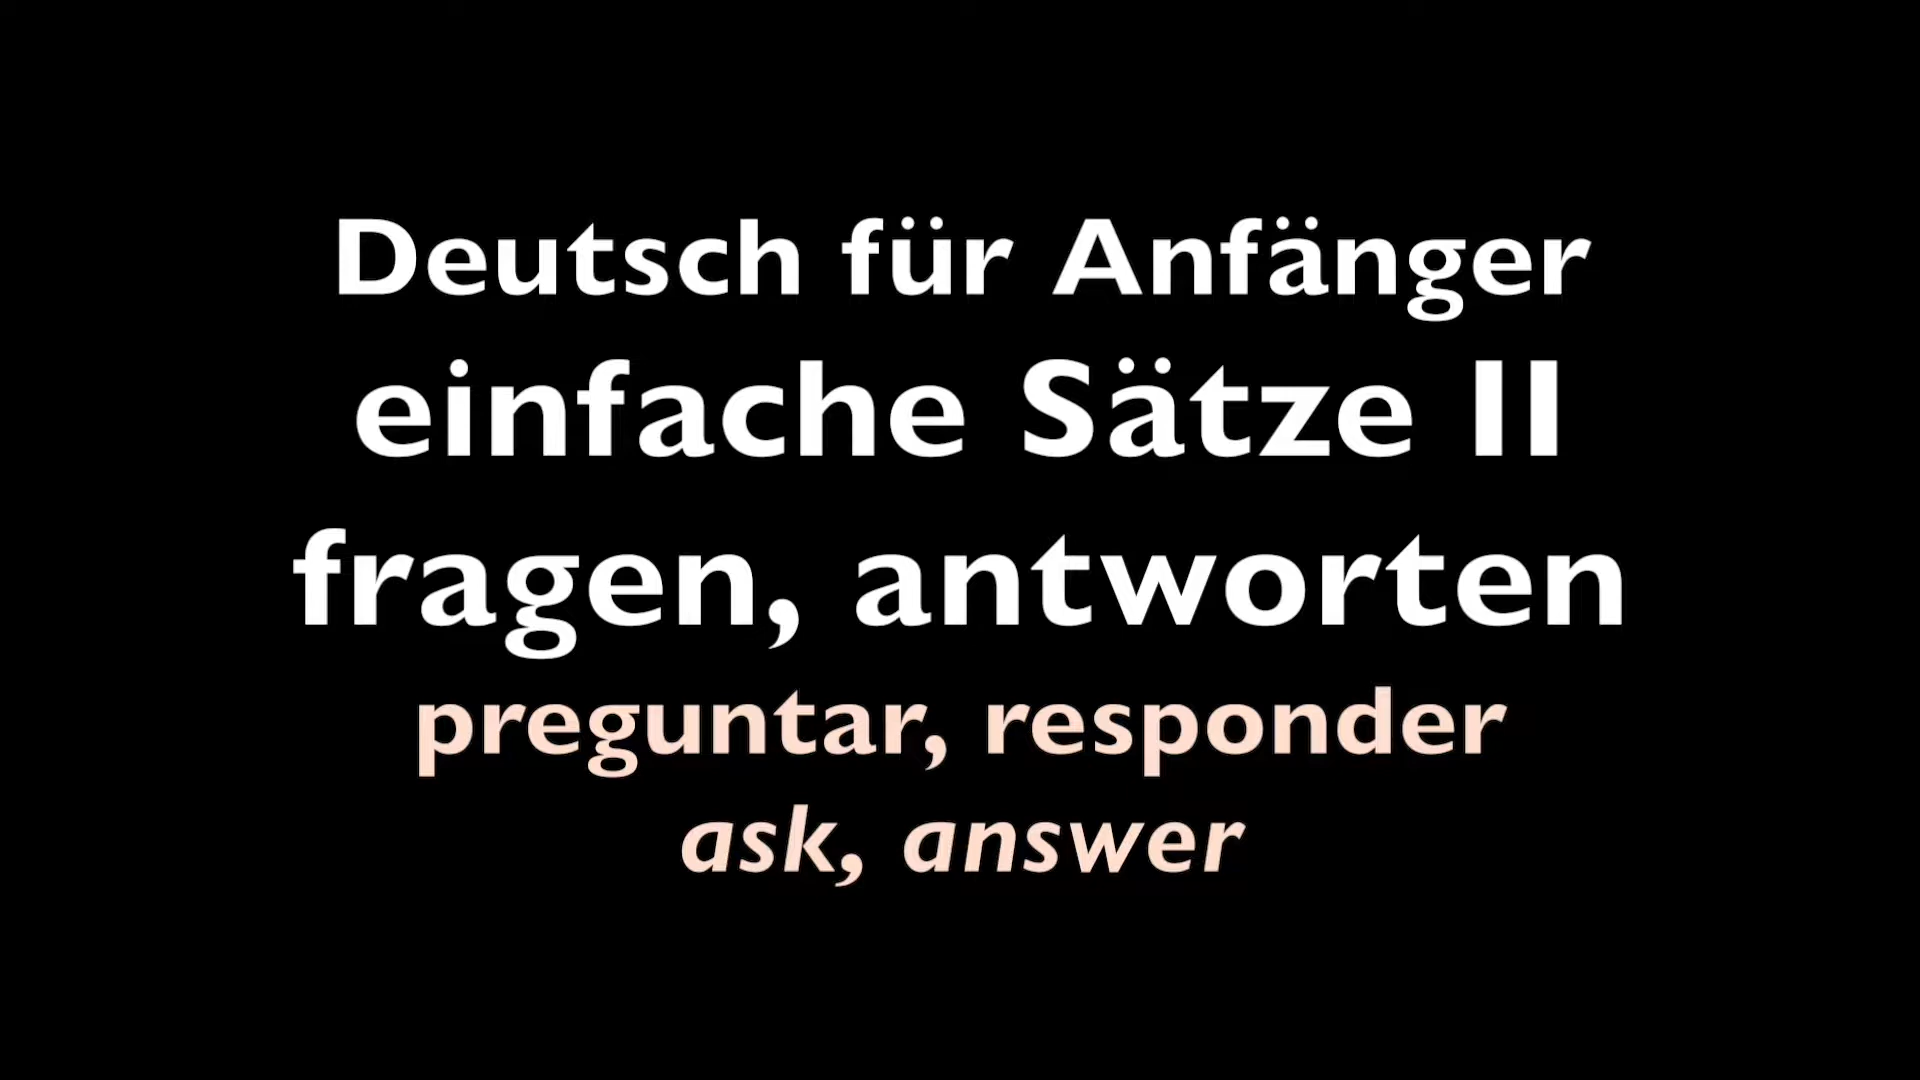 Deutsch für Anfänger
einfache Sätze II
fragen, antworten
preguntar, responder
ask, answer